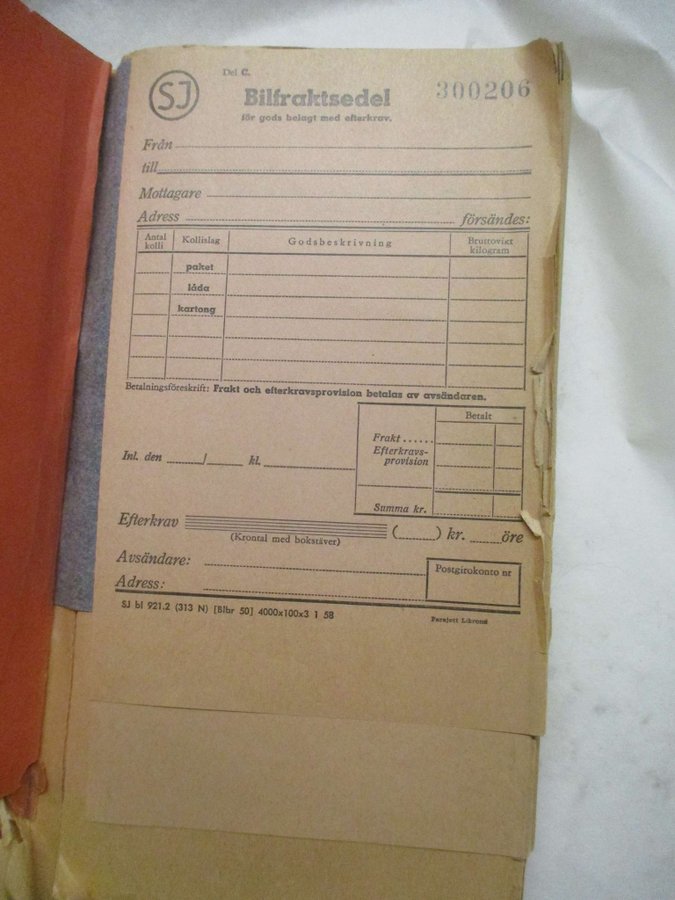 SJ
Del C.
Bilfraktsedel
300206
för gods belagt med efterkrav.
Från
till
Mottagare
Adress försändes:
Antal kolli Kollislag Godsbeskrivning Bruttovikt kilogram
paket
låda
kartong
Betalningsföreskrift: Frakt och efterkravsprovision betalas av avsändaren.
Betalt
Frakt ......
Efterkravs-
provision
Inl. den / kl.
Summa kr.
Efterkrav ( ) kr. öre
(Krontal med bokstäver)
Avsändare:
Postgirokonto nr
Adress:
SJ bl 921.2 (313 N) [Blbr 50] 4000x100x3 1 58
Parajett L:krona